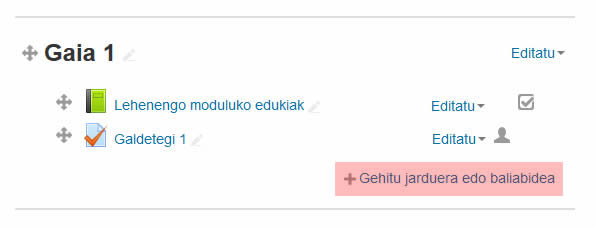 Gaia 1 Editatu
Lehenengo moduluko edukiak Editatu
Galdetegi 1 Editatu
Gehitu jarduera edo baliabidea